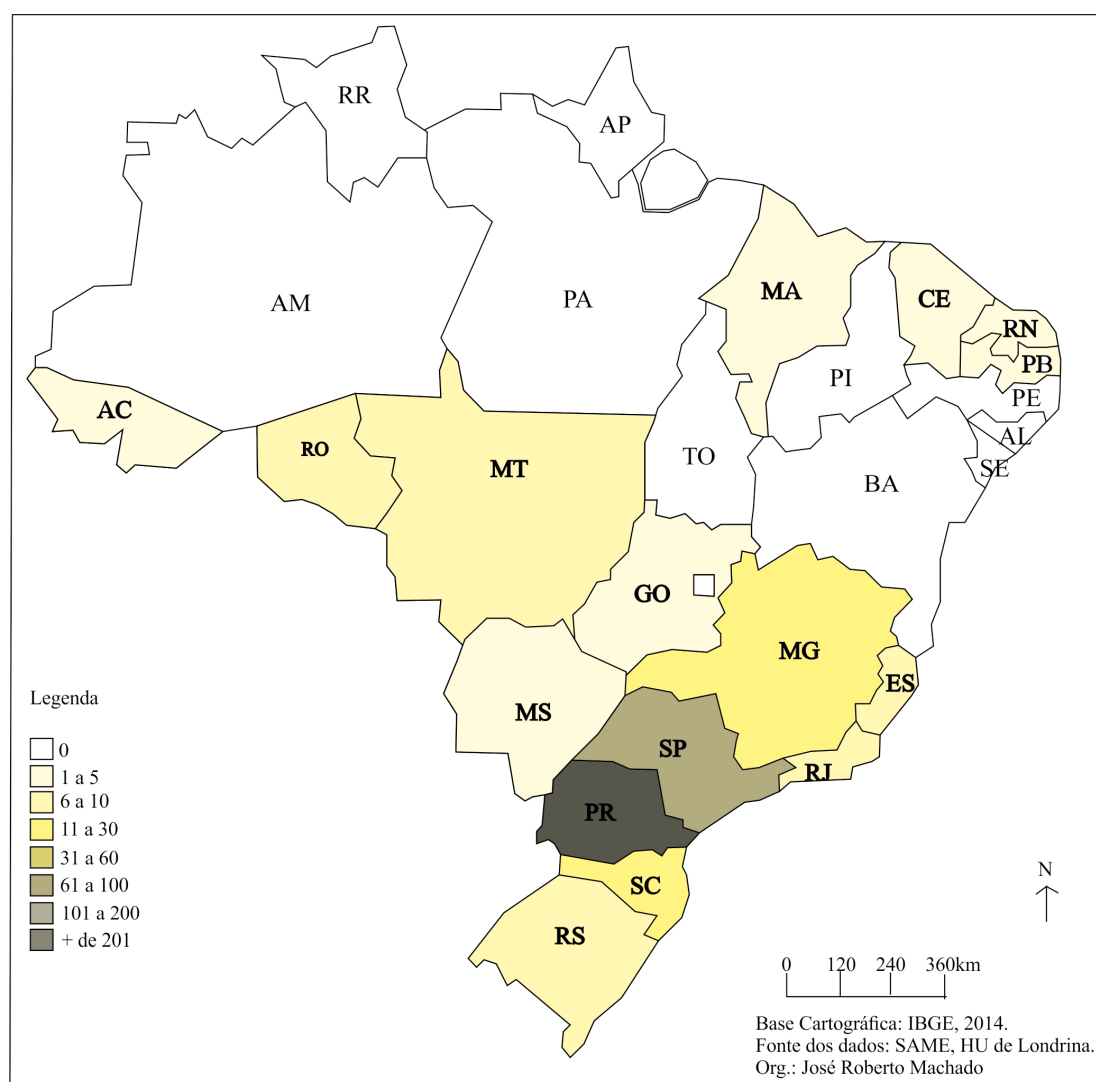 RR
AP
AM
PA
MA
CE
RN
PB
PI
PE
AC
AL
RO
MT
TO
SE
BA
GO
MG
ES
MS
SP
RJ
PR
SC
RS
Legenda
0
1 a 5
6 a 10
11 a 30
31 a 60
61 a 100
101 a 200
+ de 201
N
0 120 240 360km
Base Cartográfica: IBGE, 2014.
Fonte dos dados: SAME, HU de Londrina.
Org.: José Roberto Machado